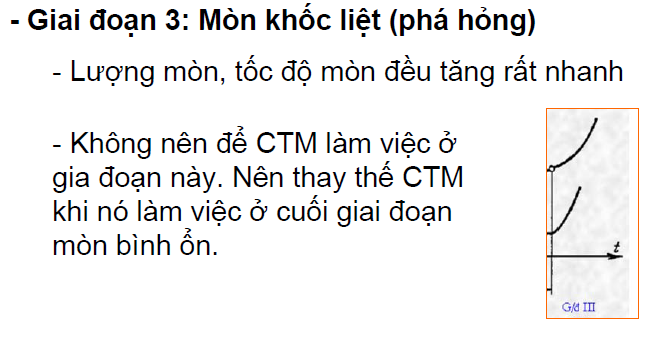 - Giai đoạn 3: Mòn khốc liệt (phá hỏng)
- Lượng mòn, tốc độ mòn đều tăng rất nhanh
- Không nên để CTM làm việc ở
gia đoạn này. Nên thay thế CTM
khi nó làm việc ở cuối giai đoạn
mòn bình ổn.
t
G/đ III